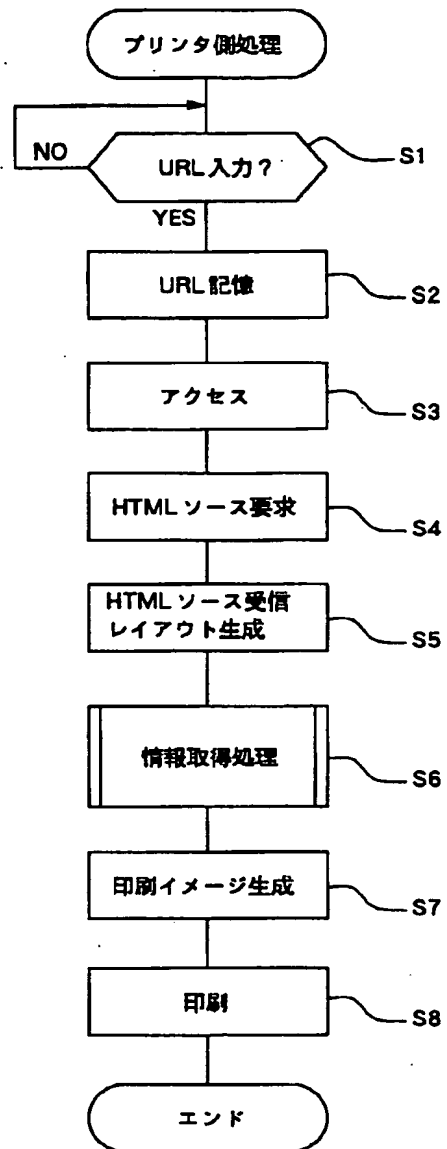 プリンタ側処理
NO
URL入力？
S1
YES
URL記憶
S2
アクセス
S3
HTMLソース要求
S4
HTMLソース受信
レイアウト生成
S5
情報取得処理
S6
印刷イメージ生成
S7
印刷
S8
エンド